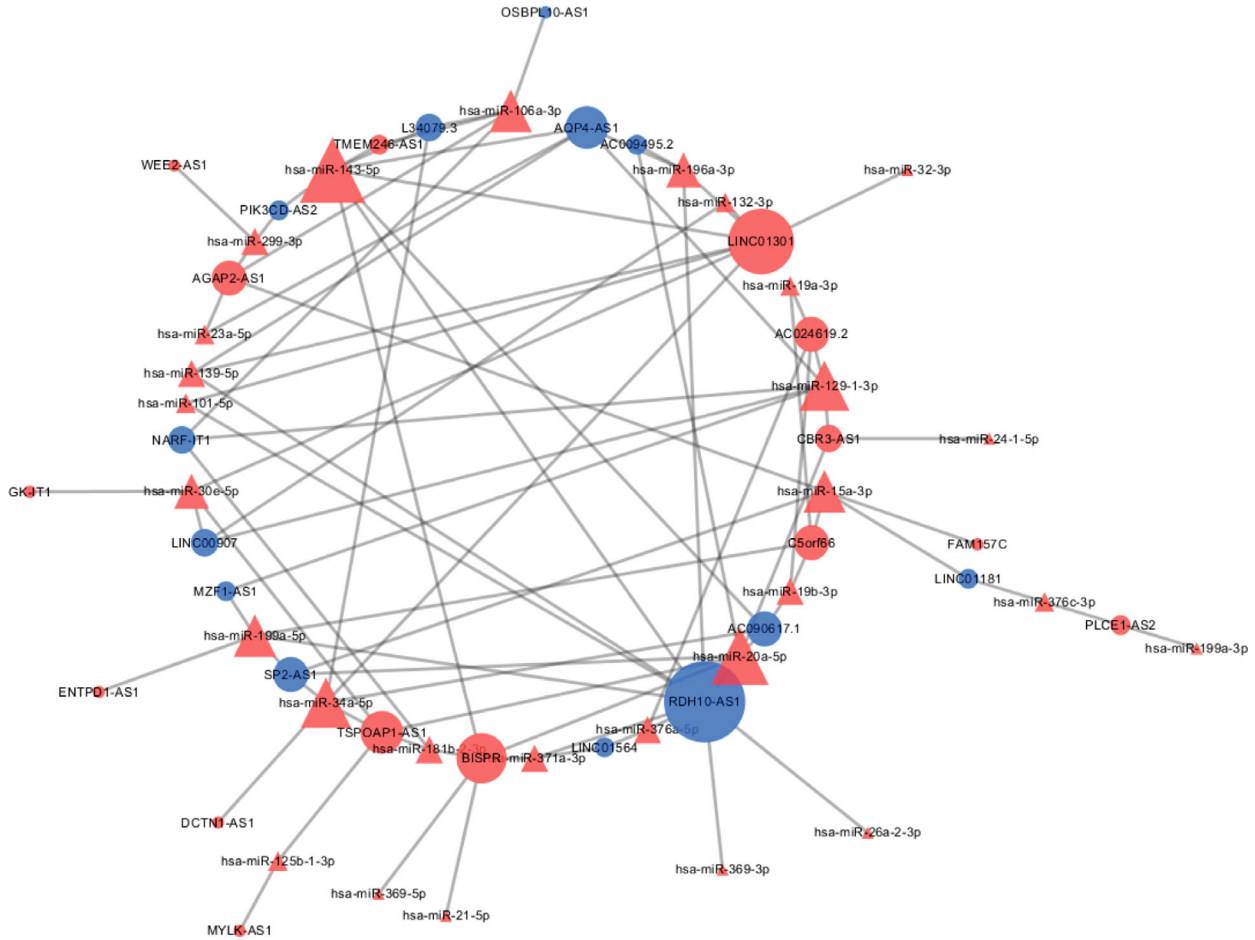 OSBPL10-AS1
hsa-miR-106a-3p
L34079.3
AQP4-AS1
TMEM246-AS1
AC009495.2
WEE2-AS1
hsa-miR-143-5p
hsa-miR-196a-3p
hsa-miR-32-3p
hsa-miR-132-3p
PIK3CD-AS2
hsa-miR-299-3p
LINC01301
AGAP2-AS1
hsa-miR-19a-3p
hsa-miR-23a-5p
AC024619.2
hsa-miR-139-5p
hsa-miR-129-1-3p
hsa-miR-101-5p
NARF-IT1
CBR3-AS1
hsa-miR-24-1-5p
GK-IT1
hsa-miR-30e-5p
hsa-miR-15a-3p
LINC00907
C5orf66
FAM157C
LINC01181
MZF1-AS1
hsa-miR-19b-3p
hsa-miR-376c-3p
PLCE1-AS2
AC090617.1
hsa-miR-199a-5p
hsa-miR-199a-3p
hsa-miR-20a-5p
SP2-AS1
ENTPD1-AS1
hsa-miR-34a-5p
RDH10-AS1
TSPOAP1-AS1
hsa-miR-376a-5p
hsa-miR-181b-2-3p
LINC01564
BISPR
-miR-371a-3p
DCTN1-AS1
hsa-miR-26a-2-3p
hsa-miR-125b-1-3p
hsa-miR-369-3p
hsa-miR-369-5p
hsa-miR-21-5p
MYLK-AS1